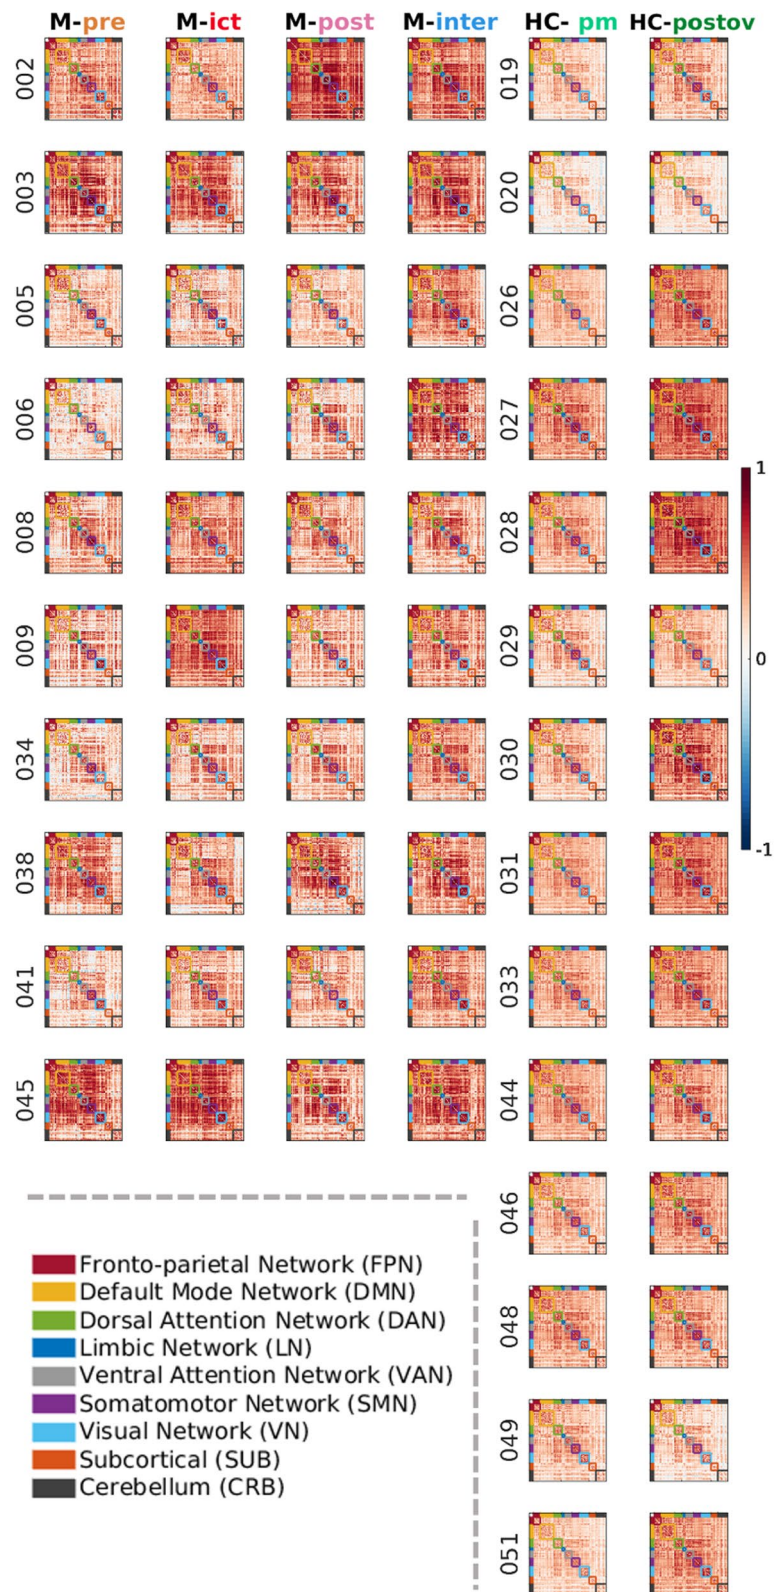 M-pre M-ict M-post M-inter HC- pm HC-postov
002 019
003 020
005 026
006 027
1
008 028
0
009 029
034 030
-1
038 031
041 033
045 044
046
Fronto-parietal Network (FPN)
Default Mode Network (DMN)
Dorsal Attention Network (DAN)
Limbic Network (LN)
Ventral Attention Network (VAN)
Somatomotor Network (SMN)
Visual Network (VN)
Subcortical (SUB)
Cerebellum (CRB)
048
049
051